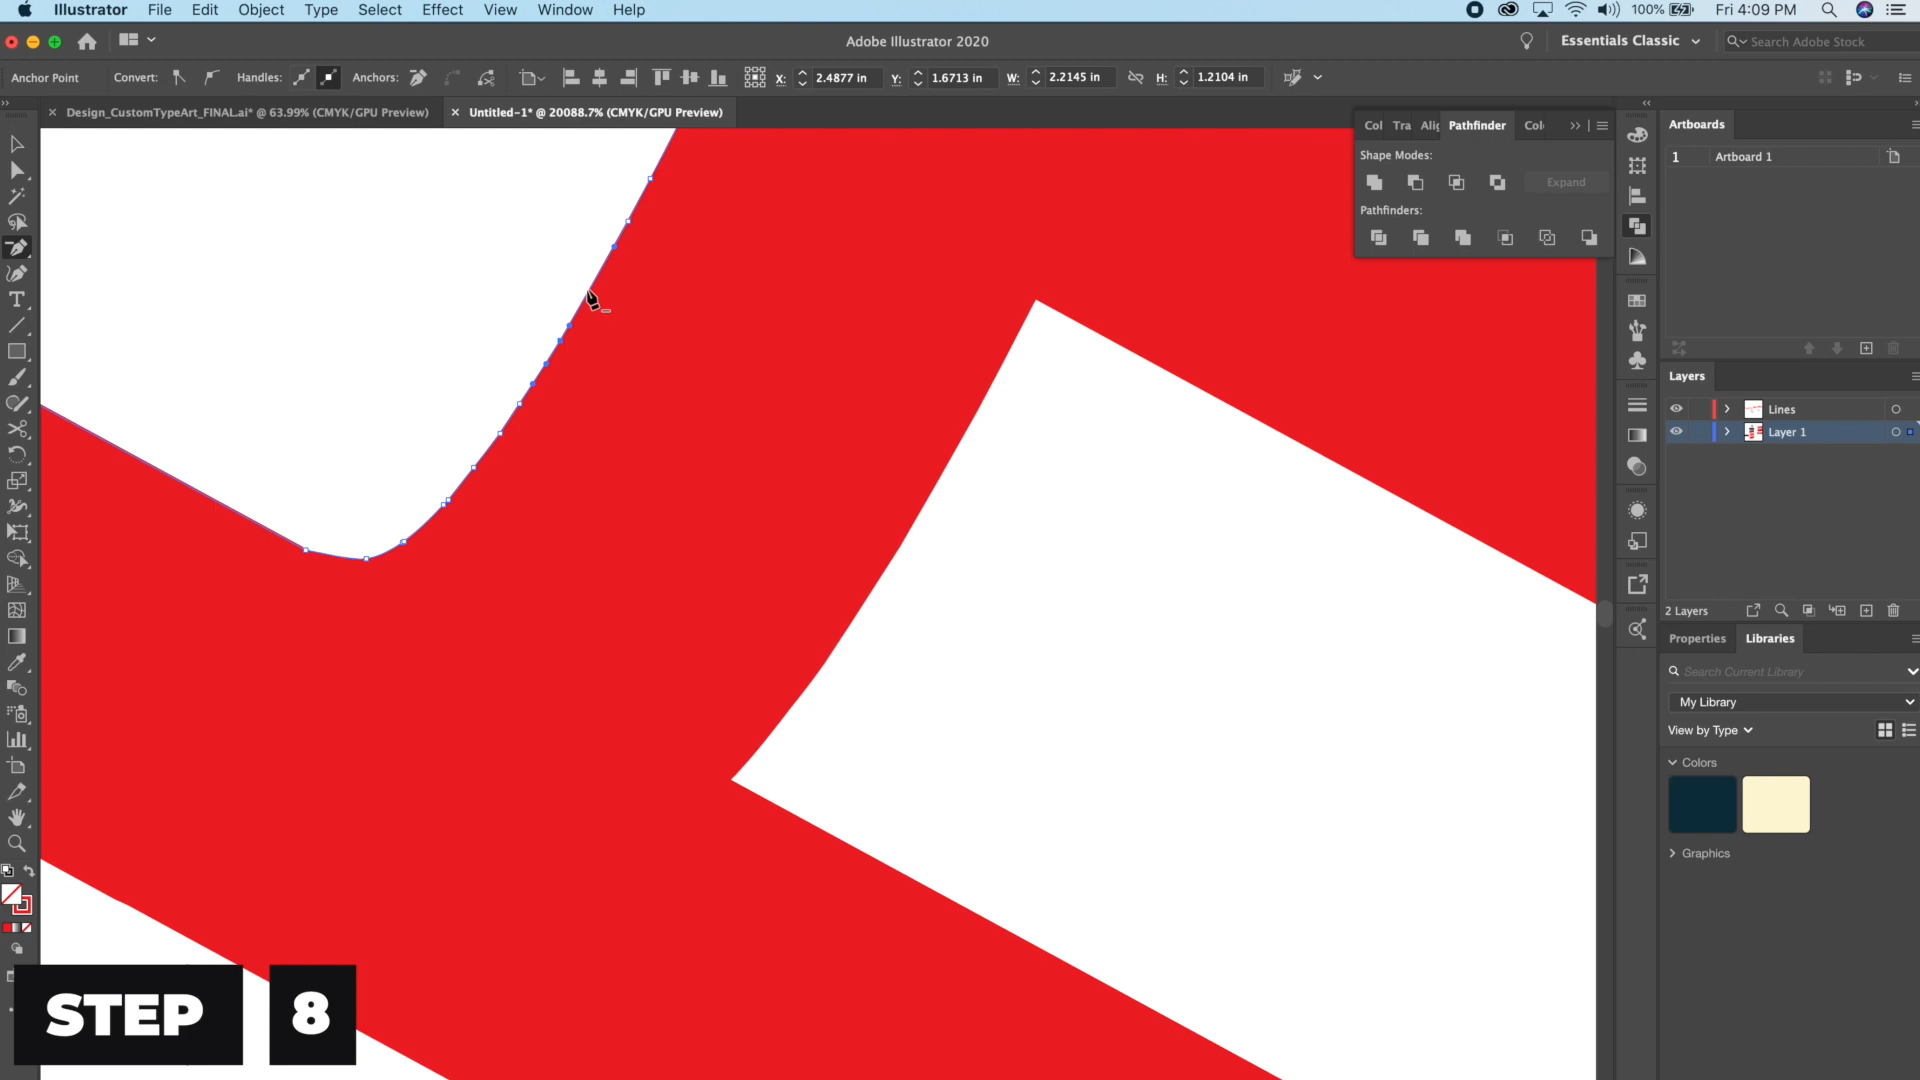 Illustrator File Edit Object Type Select Effect View Window Help 100% Fri 4:09 PM
Adobe Illustrator 2020 Essentials Classic Search Adobe Stock
Anchor Point Convert: Handles: Anchors: X: 2.4877 in Y: 1.6713 in W: 2.2145 in H: 1.2104 in
Design_CustomTypeArt_FINAL.ai* @ 63.99% (CMYK/GPU Preview) Untitled-1* @ 20088.7% (CMYK/GPU Preview)
Col Tra Alig Pathfinder Col
Shape Modes:
Expand
Pathfinders:
Artboards
1 Artboard 1
Layers
Lines
Layer 1
2 Layers
Properties Libraries
Search Current Library
My Library
View by Type
Colors
Graphics
STEP 8